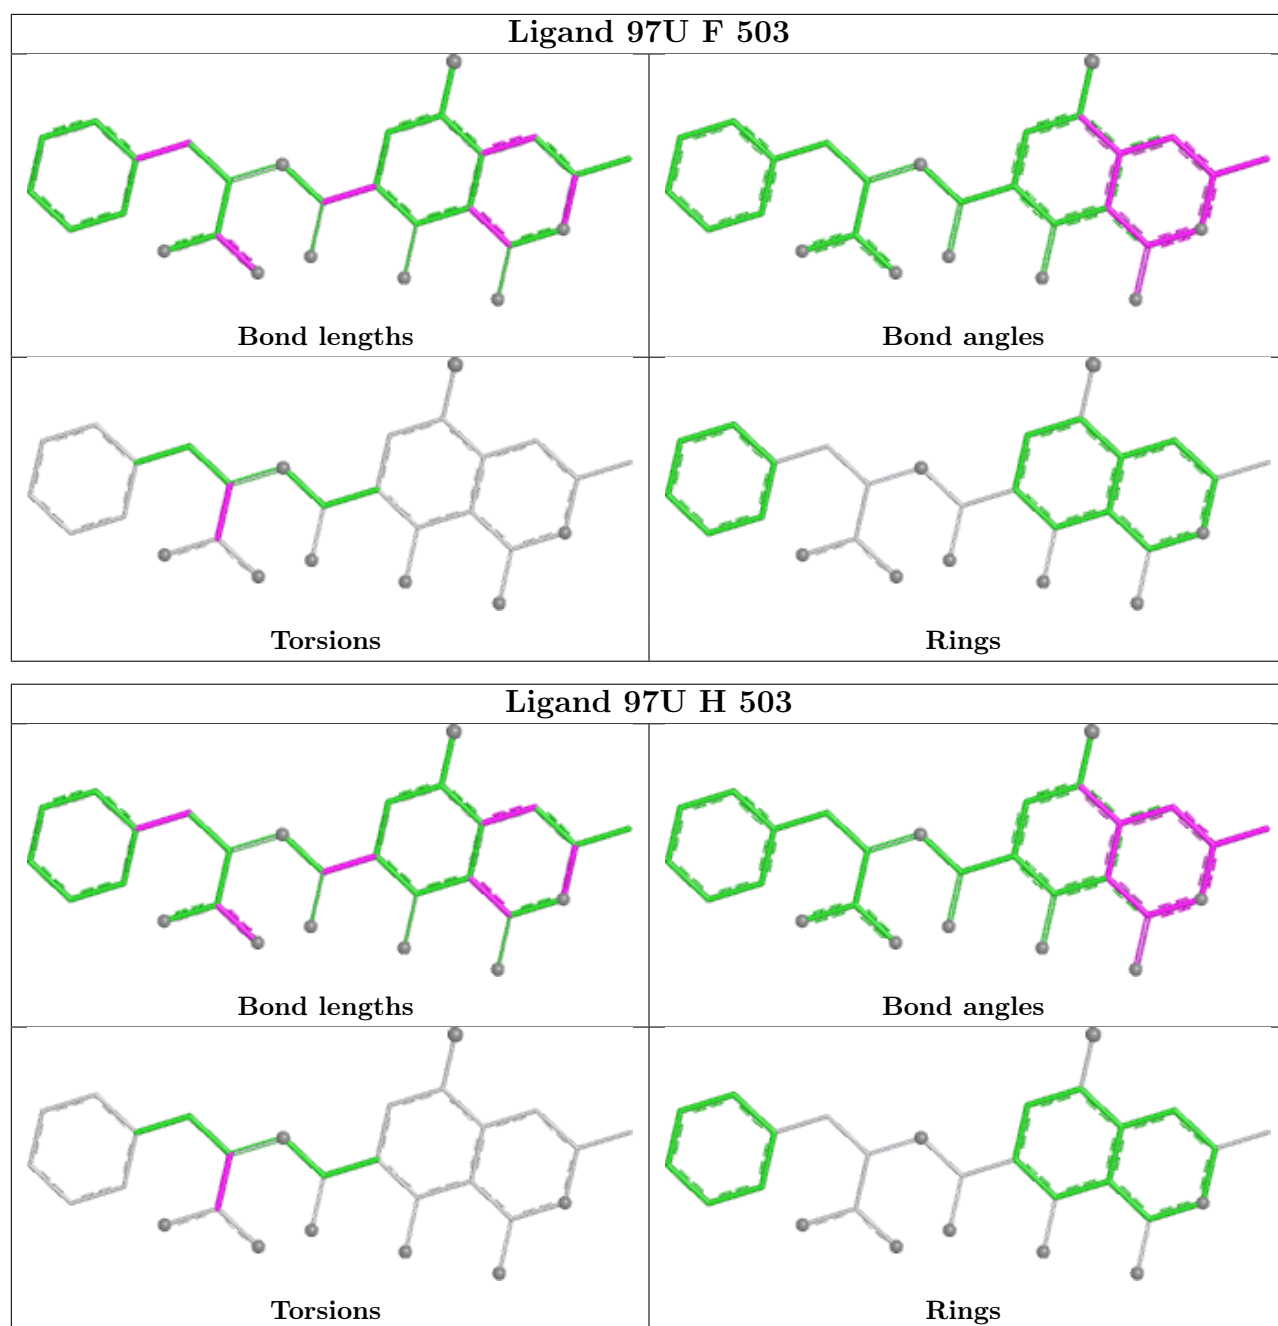 Ligand 97U F 503
Bond lengths
Bond angles
Torsions
Rings
Ligand 97U H 503
Bond lengths
Bond angles
Torsions
Rings